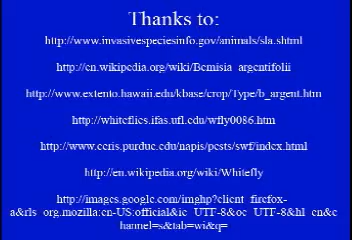 Thanks to:
http://www.invasivespeciesinfo.gov/animals/sla.shtml
http://en.wikipedia.org/wiki/Bemisia_argentifolii
http://www.extento.hawaii.edu/kbase/crop/Type/b_argent.htm
http://whiteflies.ifas.ufl.edu/wfly0086.htm
http://www.ceris.purdue.edu/napis/pests/swf/index.html
http://en.wikipedia.org/wiki/Whitefly
http://images.google.com/imghp?client=firefox-
a&rls=org.mozilla:en-US:official&ie=UTF-8&oe=UTF-8&hl=en&c
hannel=s&tab=wi&q=